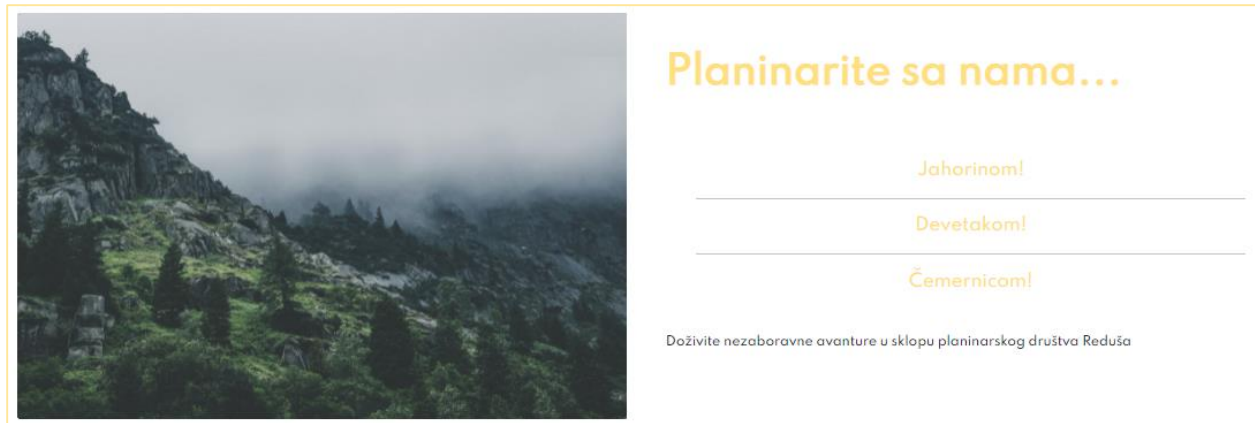 Planinarite sa nama...
Jahorinom!
Devetakom!
Čemernicom!
Doživite nezaboravne avanture u sklopu planinarskog društva Reduša